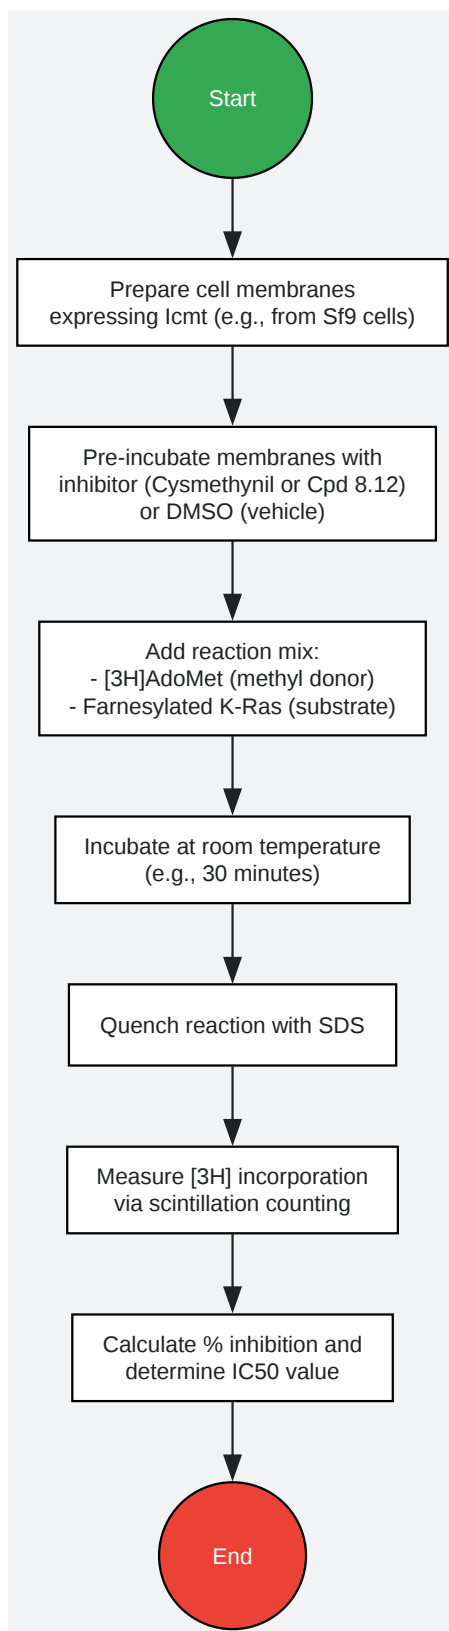 Start
Prepare cell membranes
expressing Icmt (e.g., from Sf9 cells)
Pre-incubate membranes with
inhibitor (Cysmethynil or Cpd 8.12)
or DMSO (vehicle)
Add reaction mix:
- [3H]AdoMet (methyl donor)
- Farnesylated K-Ras (substrate)
Incubate at room temperature
(e.g., 30 minutes)
Quench reaction with SDS
Measure [3H] incorporation
via scintillation counting
Calculate % inhibition and
determine IC50 value
End